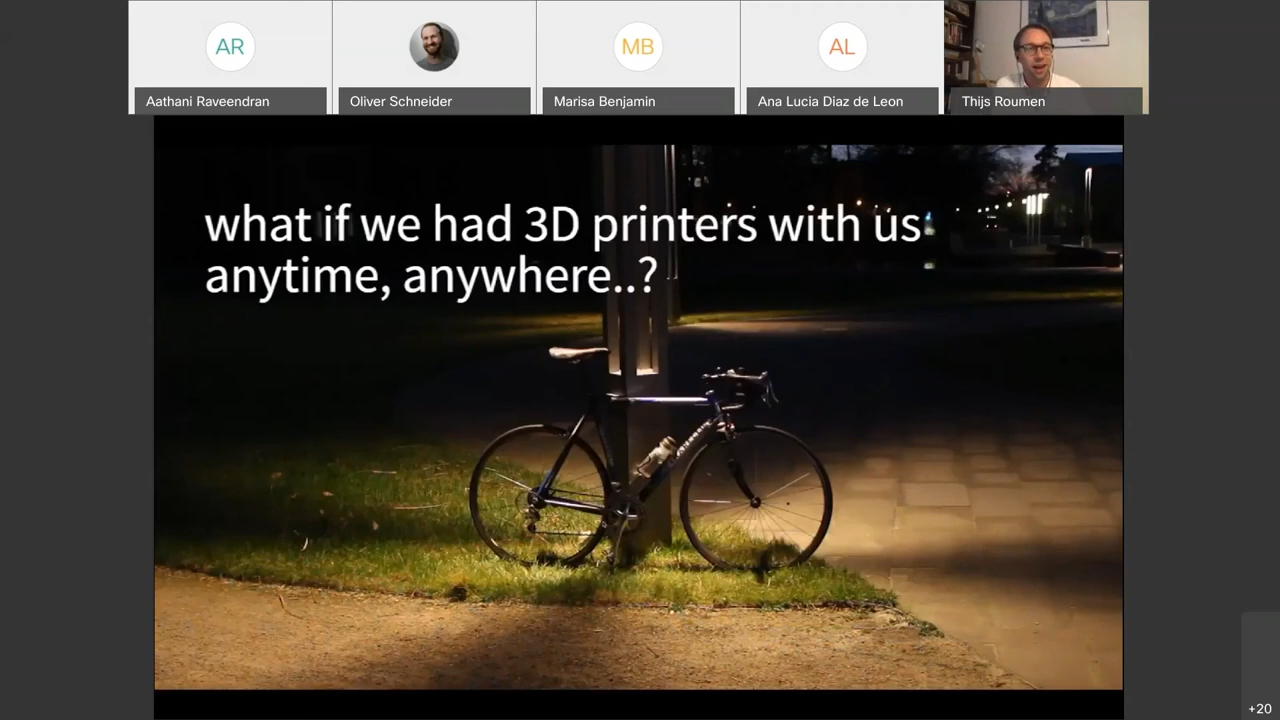 AR
MB
AL
Aathani Raveendran
Oliver Schneider
Marisa Benjamin
Ana Lucia Diaz de Leon
Thijs Roumen
what if we had 3D printers with us
anytime, anywhere..?
+20